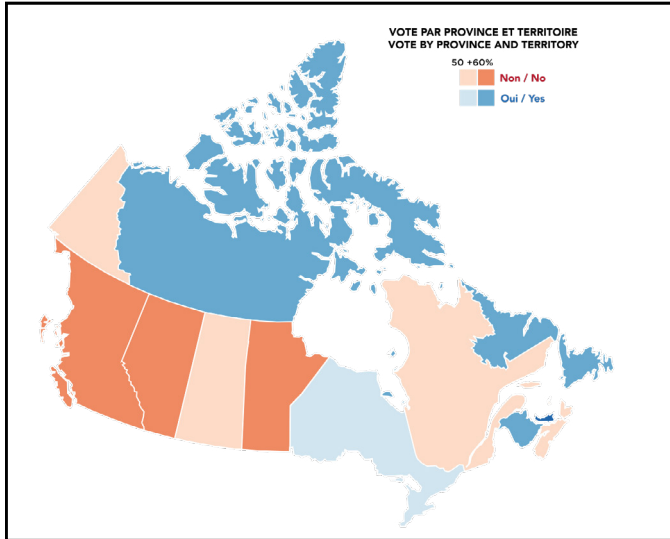 VOTE PAR PROVINCE ET TERRITOIRE
VOTE BY PROVINCE AND TERRITORY
50 +60%
Non / No
Oui / Yes